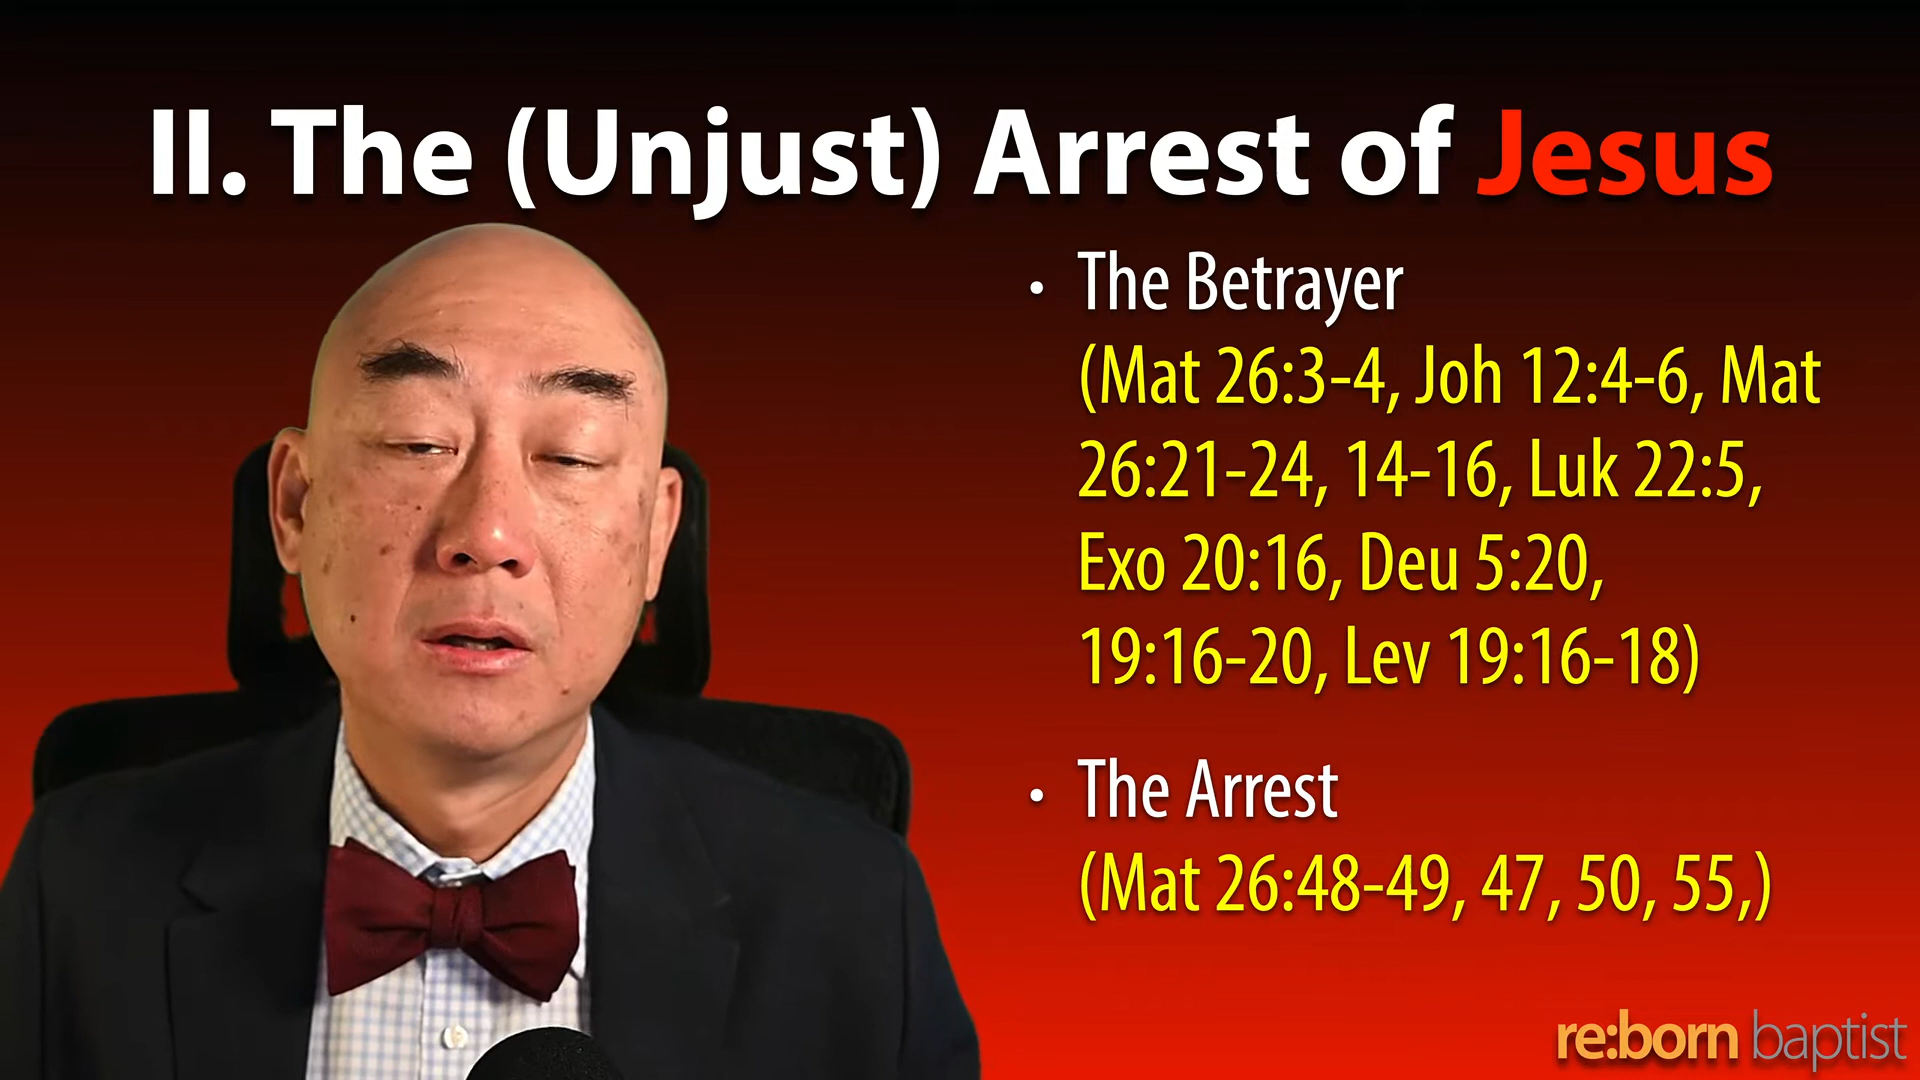 II. The (Unjust) Arrest of Jesus
• The Betrayer
(Mat 26:3-4, Joh 12:4-6, Mat
26:21-24, 14-16, Luk 22:5,
Exo 20:16, Deu 5:20,
19:16-20, Lev 19:16-18)
• The Arrest
(Mat 26:48-49, 47, 50, 55,)
re:born baptist